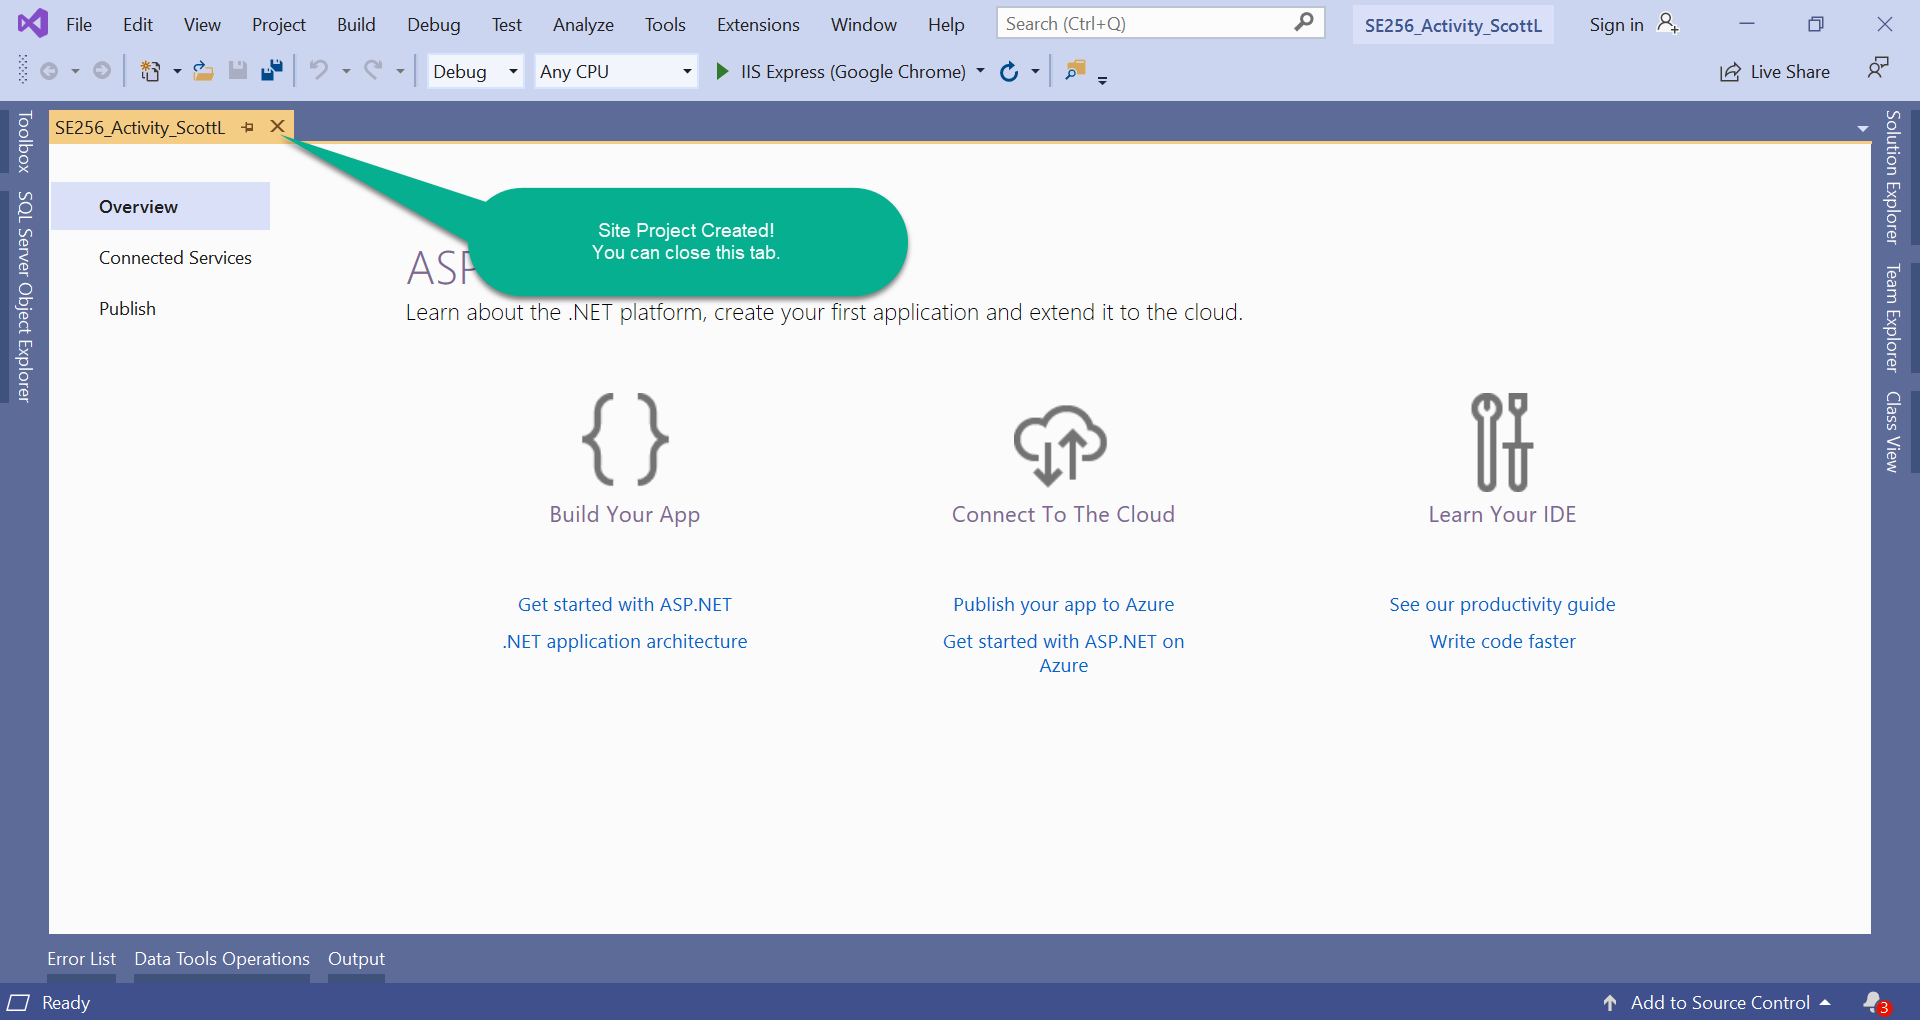 File Edit View Project Build Debug Test Analyze Tools Extensions Window Help Search (Ctrl+Q) SE256_Activity_ScottL Sign in
Debug Any CPU IIS Express (Google Chrome) Live Share
Toolbox
SQL Server Object Explorer
SE256_Activity_ScottL
Overview
Connected Services
Publish
Site Project Created!
You can close this tab.
ASP
Learn about the .NET platform, create your first application and extend it to the cloud.
Build Your App
Get started with ASP.NET
.NET application architecture
Connect To The Cloud
Publish your app to Azure
Get started with ASP.NET on
Azure
Learn Your IDE
See our productivity guide
Write code faster
Solution Explorer
Team Explorer
Class View
Error List Data Tools Operations Output
Ready Add to Source Control 3